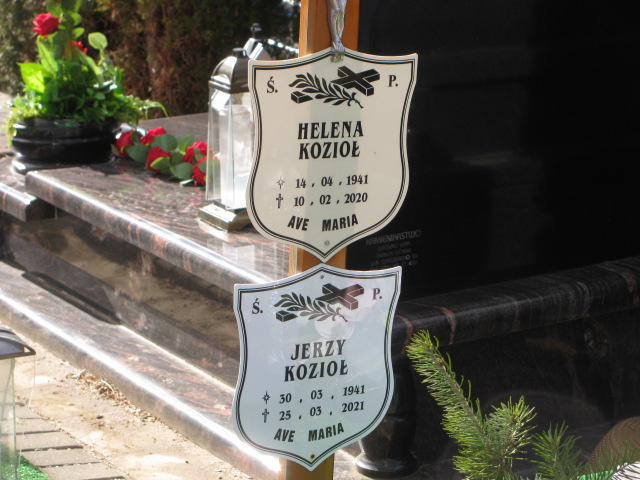 Ś. P.
HELENA
KOZIOŁ
14 . 04 . 1941
† 10 . 02 . 2020
AVE MARIA
Ś. P.
JERZY
KOZIOŁ
30 . 03 . 1941
† 25 . 03 . 2021
AVE MARIA
KAMIENIARSTWO